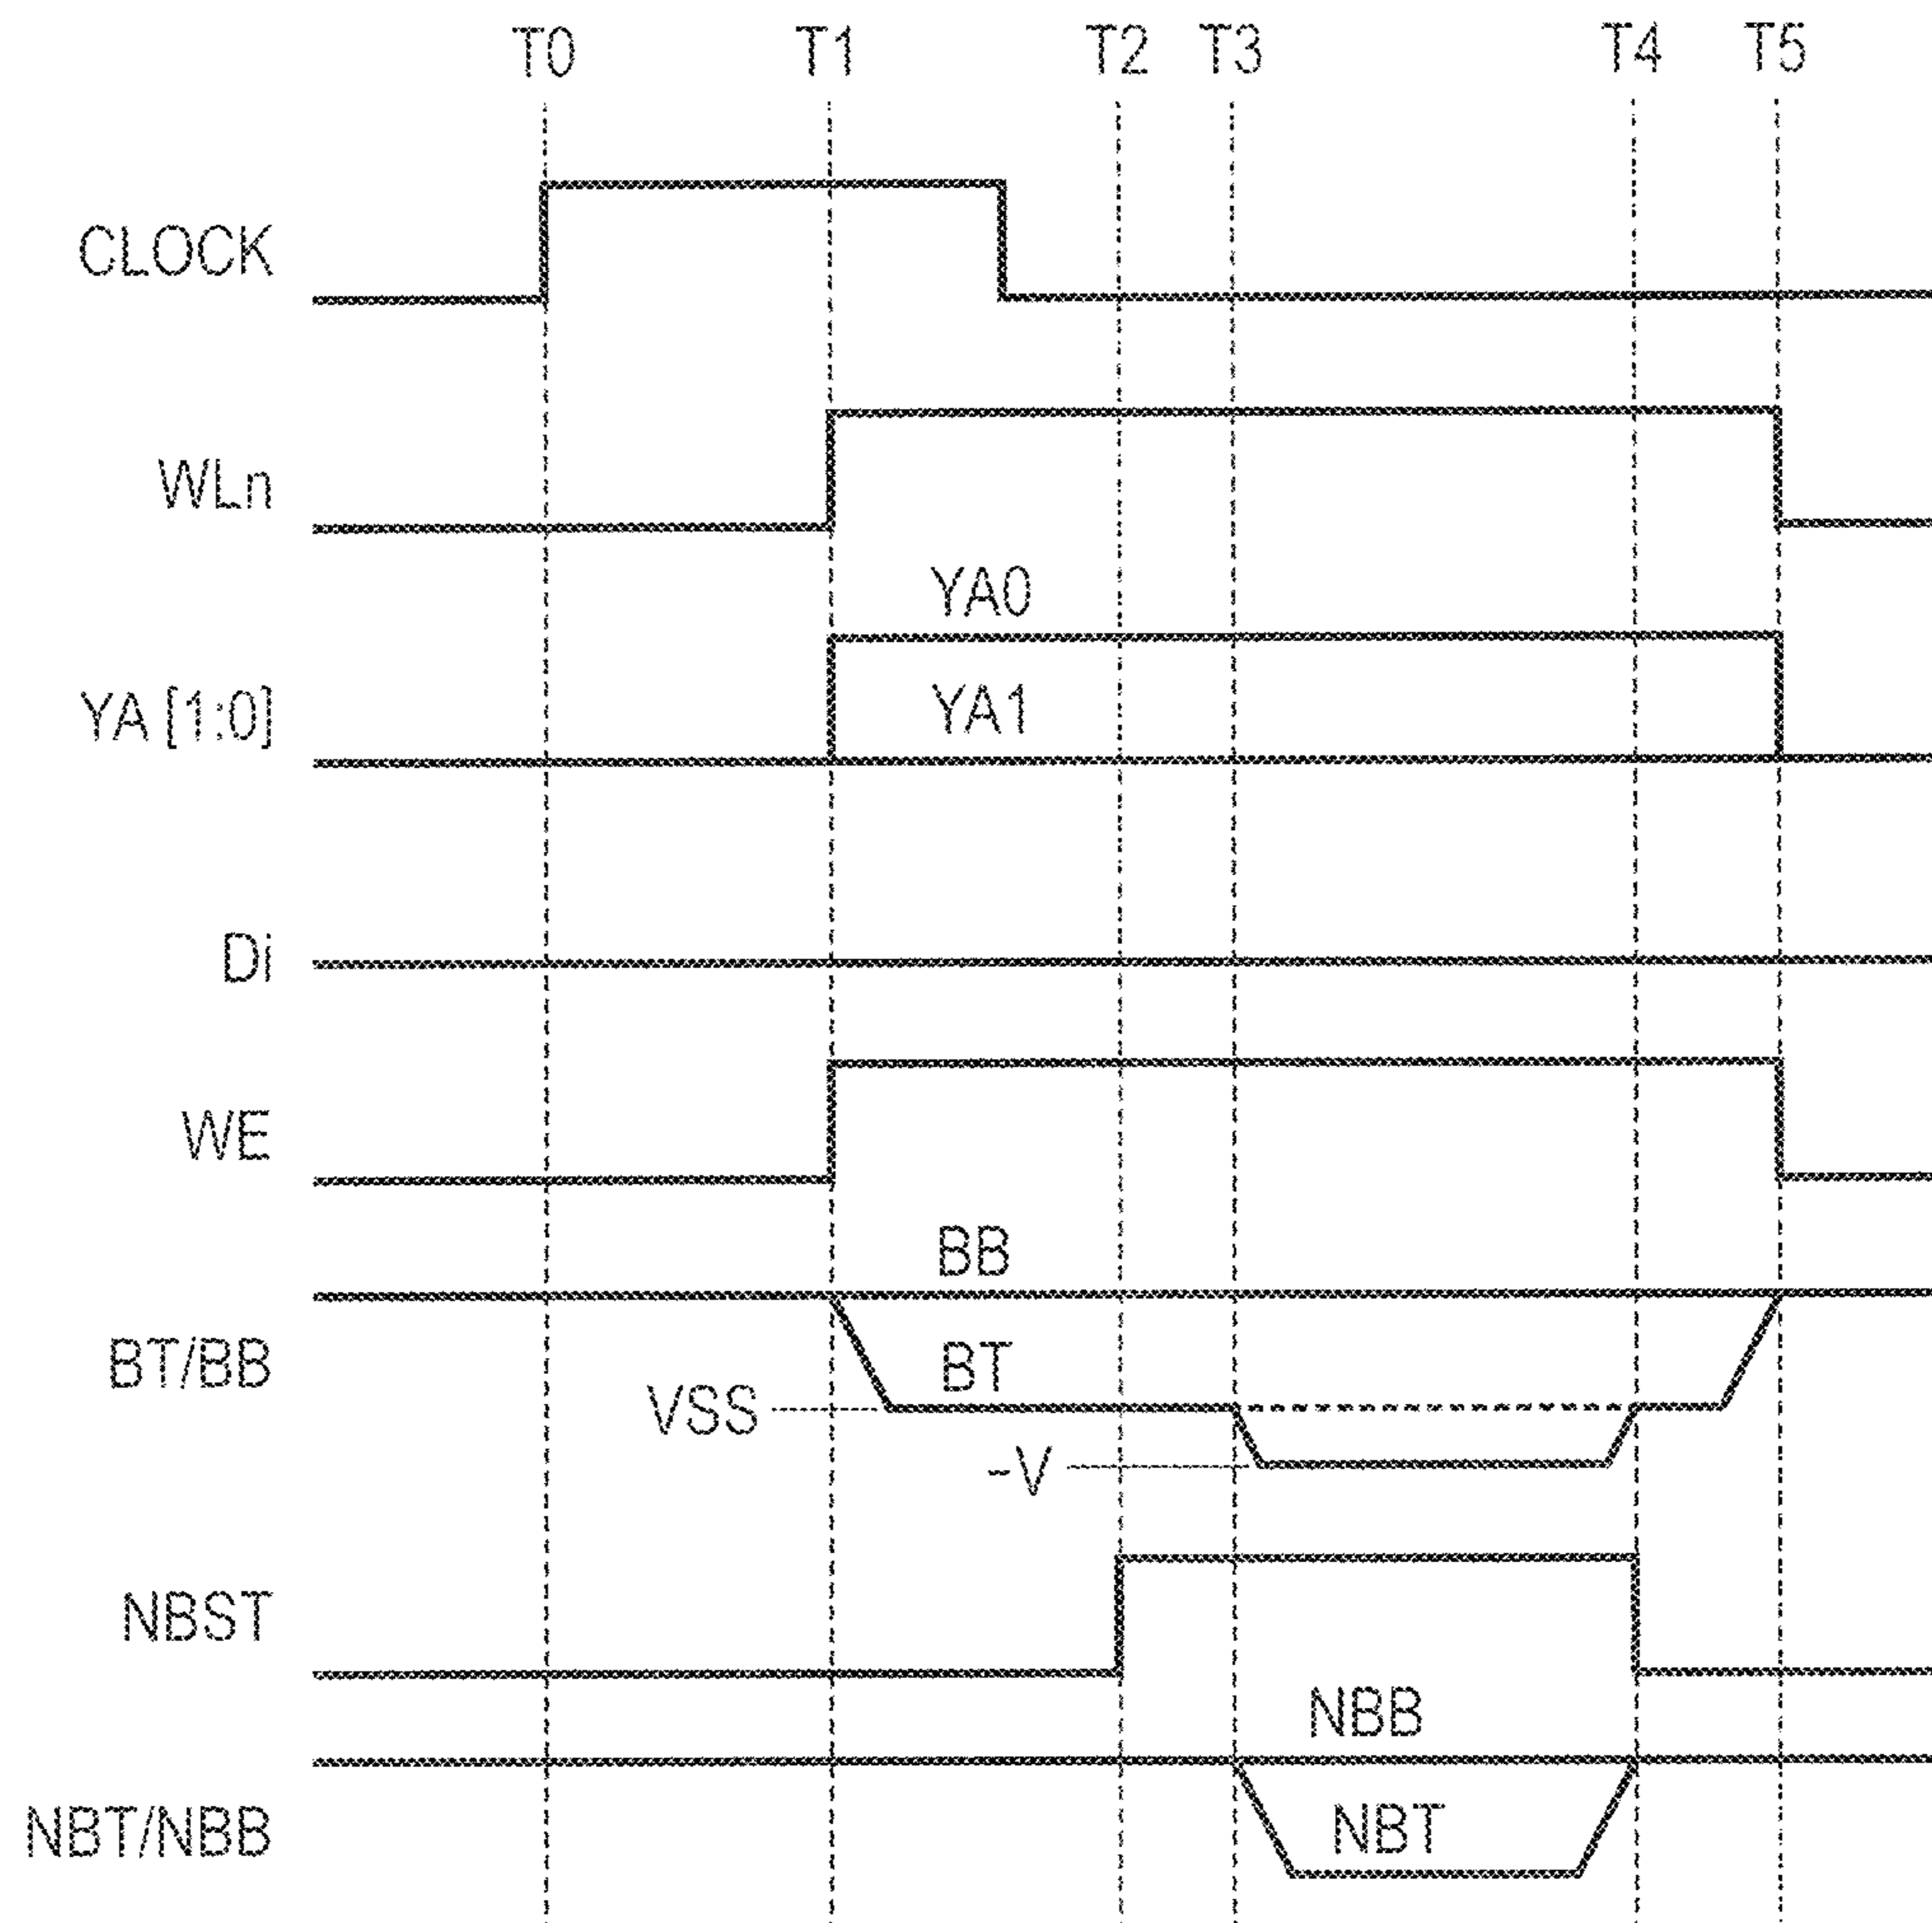 T0 T1 T2 T3 T4 T5
CLOCK
WLn
YA0
YA [1:0]
YA1
Di
WE
BB
BT/BB
BT
VSS
-V
NBST
NBB
NBT/NBB
NBT